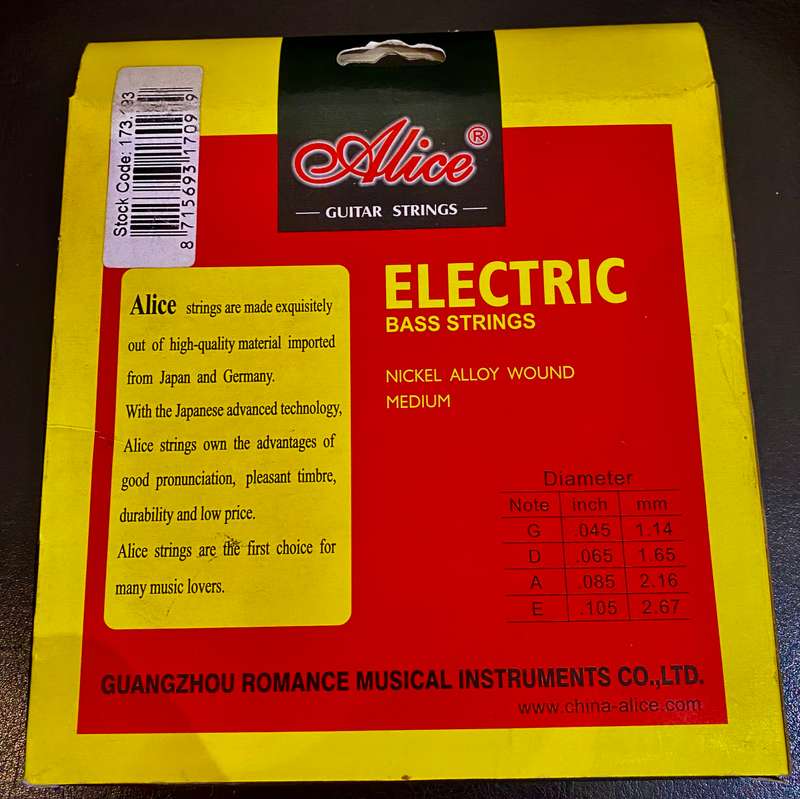 Alice®
GUITAR STRINGS
Stock Code: 173.183
8 715693 171099
ELECTRIC
BASS STRINGS
NICKEL ALLOY WOUND
MEDIUM
Alice strings are made exquisitely
out of high-quality material imported
from Japan and Germany.
With the Japanese advanced technology,
Alice strings own the advantages of
good pronunciation, pleasant timbre,
durability and low price.
Alice strings are the first choice for
many music lovers.
Diameter
Note inch mm
G .045 1.14
D .065 1.65
A .085 2.16
E .105 2.67
GUANGZHOU ROMANCE MUSICAL INSTRUMENTS CO.,LTD.
www.china-alice.com